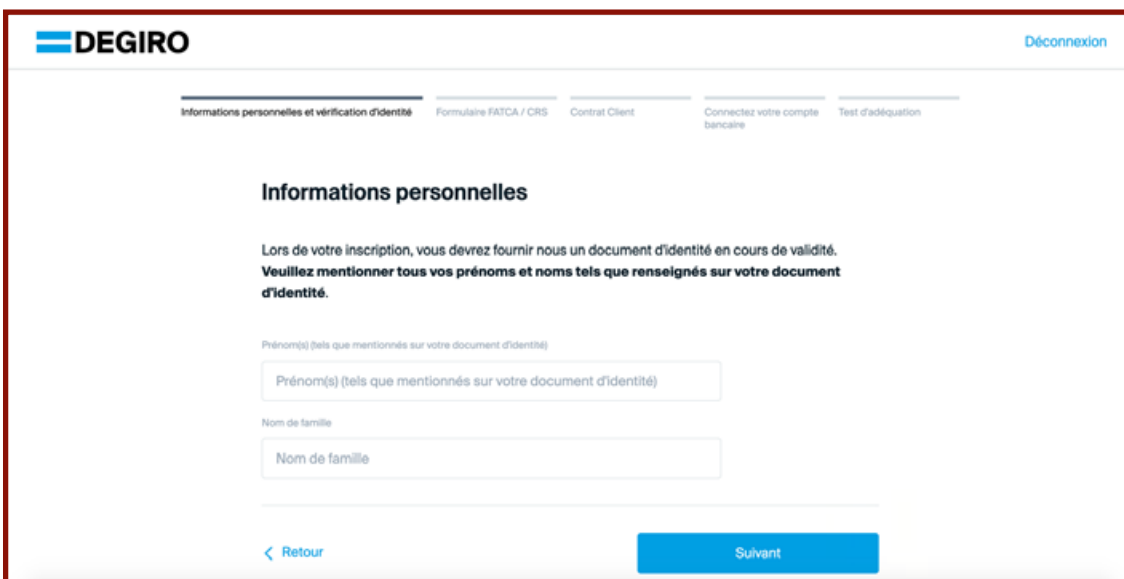 DEGIRO
Déconnexion
Informations personnelles et vérification d'identité
Formulaire FATCA / CRS
Contrat Client
Connectez votre compte
bancaire
Test d'adéquation
Informations personnelles
Lors de votre inscription, vous devrez fournir nous un document d'identité en cours de validité.
Veuillez mentionner tous vos prénoms et noms tels que renseignés sur votre document
d'identité.
Prénom(s) (tels que mentionnés sur votre document d'identité)
Prénom(s) (tels que mentionnés sur votre document d'identité)
Nom de famille
Nom de famille
Retour
Suivant